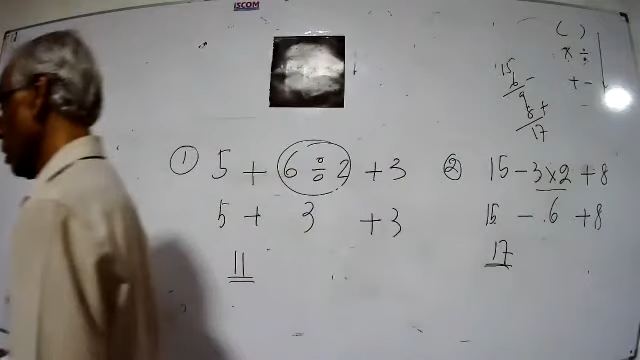 ISCOM
( )
× ÷
+ -
15
6 -
9
8 +
17
① 5 + 6 ÷ 2 + 3
5 + 3 + 3
11
② 15 - 3 × 2 + 8
15 - 6 + 8
17